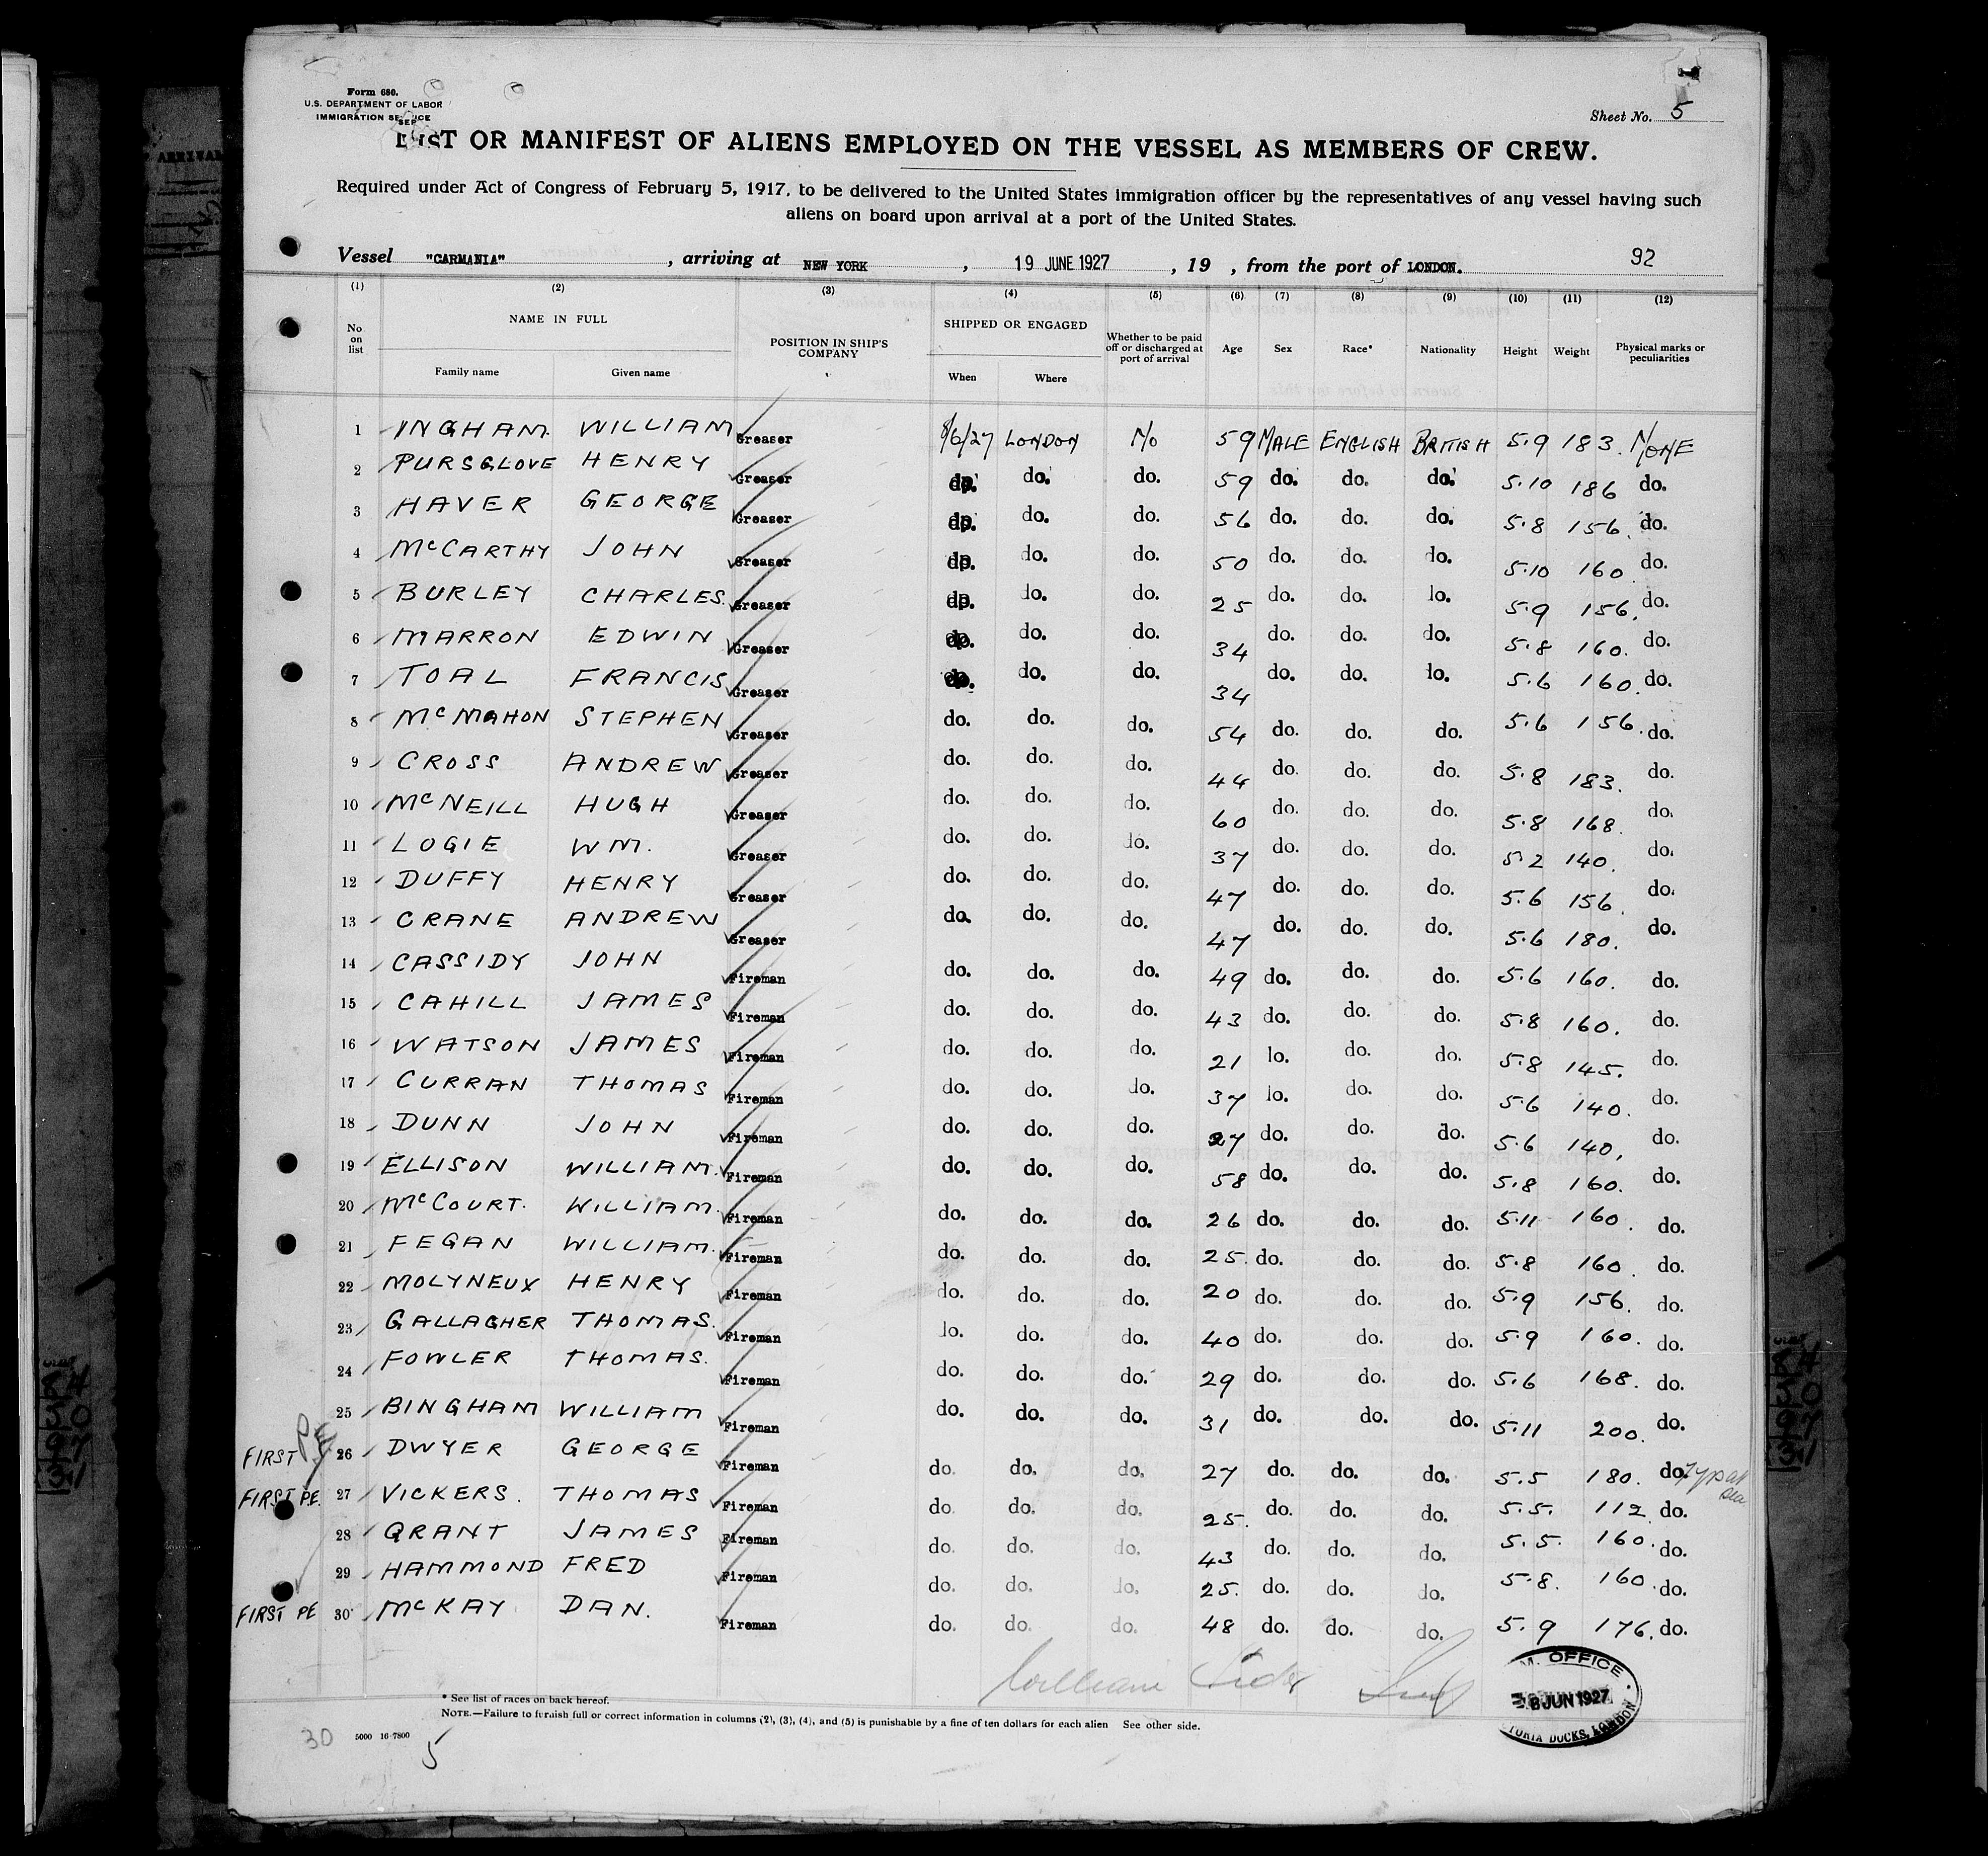 Form 680.
U.S. DEPARTMENT OF LABOR
IMMIGRATION SERVICE
Sheet No. 5
LIST OR MANIFEST OF ALIENS EMPLOYED ON THE VESSEL AS MEMBERS OF CREW.
Required under Act of Congress of February 5, 1917, to be delivered to the United States immigration officer by the representatives of any vessel having such
aliens on board upon arrival at a port of the United States.
Vessel "CARMANIA", arriving at NEW YORK, 19 JUNE 1927, 19 , from the port of LONDON. 92
(1) (2) (3) (4) (5) (6) (7) (8) (9) (10) (11) (12)
No on list NAME IN FULL Family name Given name POSITION IN SHIP'S COMPANY SHIPPED OR ENGAGED When Where Whether to be paid off or discharged at port of arrival Age Sex Race* Nationality Height Weight Physical marks or peculiarities
1 INGHAM WILLIAM Greaser 8/6/27 LONDON No 59 MALE ENGLISH BRITISH 5.9 183. NONE
2 PURSGLOVE HENRY Greaser do. do. do. 59 do. do. do. 5.10 186 do.
3 HAVER GEORGE Greaser do. do. do. 56 do. do. do. 5.8 156. do.
4 McCARTHY JOHN Greaser do. do. do. 50 do. do. do. 5.10 160 do.
5 BURLEY CHARLES. Greaser do. do. do. 25 do. do. do. 5.9 156. do.
6 MARRON EDWIN Greaser do. do. do. 34 do. do. do. 5.8 160. do.
7 TOAL FRANCIS Greaser do. do. do. 34 do. do. do. 5.6 160. do.
8 McMAHON STEPHEN Greaser do. do. do. 54 do. do. do. 5.6 156. do.
9 CROSS ANDREW Greaser do. do. do. 44 do. do. do. 5.8 183. do.
10 McNEILL HUGH Greaser do. do. do. 60 do. do. do. 5.8 168. do.
11 LOGIE WM. Greaser do. do. do. 37 do. do. do. 5.2 140. do.
12 DUFFY HENRY Greaser do. do. do. 47 do. do. do. 5.6 156. do.
13 CRANE ANDREW Greaser do. do. do. 47 do. do. do. 5.6 180. do.
14 CASSIDY JOHN Fireman do. do. do. 49 do. do. do. 5.6 160. do.
15 CAHILL JAMES Fireman do. do. do. 43 do. do. do. 5.8 160. do.
16 WATSON JAMES Fireman do. do. do. 21 do. do. do. 5.8 145. do.
17 CURRAN THOMAS Fireman do. do. do. 37 do. do. do. 5.6 140. do.
18 DUNN JOHN Fireman do. do. do. 27 do. do. do. 5.6 140. do.
19 ELLISON WILLIAM. Fireman do. do. do. 58 do. do. do. 5.8 160. do.
20 McCOURT. WILLIAM. Fireman do. do. do. 26 do. do. do. 5.11 160. do.
21 FEGAN WILLIAM. Fireman do. do. do. 25. do. do. do. 5.8 160. do.
22 MOLYNEUX HENRY Fireman do. do. do. 20 do. do. do. 5.9 156. do.
23 GALLAGHER THOMAS. Fireman do. do. do. 40 do. do. do. 5.9 160. do.
24 FOWLER THOMAS. Fireman do. do. do. 29 do. do. do. 5.6 168. do.
25 BINGHAM WILLIAM Fireman do. do. do. 31 do. do. do. 5.11 200. do.
FIRST PE 26 DWYER GEORGE Fireman do. do. do. 27 do. do. do. 5.5 180. do.
FIRST P.E. 27 VICKERS. THOMAS Fireman do. do. do. 25. do. do. do. 5.5. 112. do.
28 GRANT JAMES Fireman do. do. do. 43 do. do. do. 5.5. 160. do.
29 HAMMOND FRED Fireman do. do. do. 25. do. do. do. 5.8. 160. do.
FIRST PE 30 McKAY DAN. Fireman do. do. do. 48 do. do. do. 5.9 176. do.
William
OFFICE
8 JUN 1927
DOCKS, LONDON
* See list of races on back hereof.
NOTE.—Failure to furnish full or correct information in columns (2), (3), (4), and (5) is punishable by a fine of ten dollars for each alien See other side.
30 5000 16-7800
5